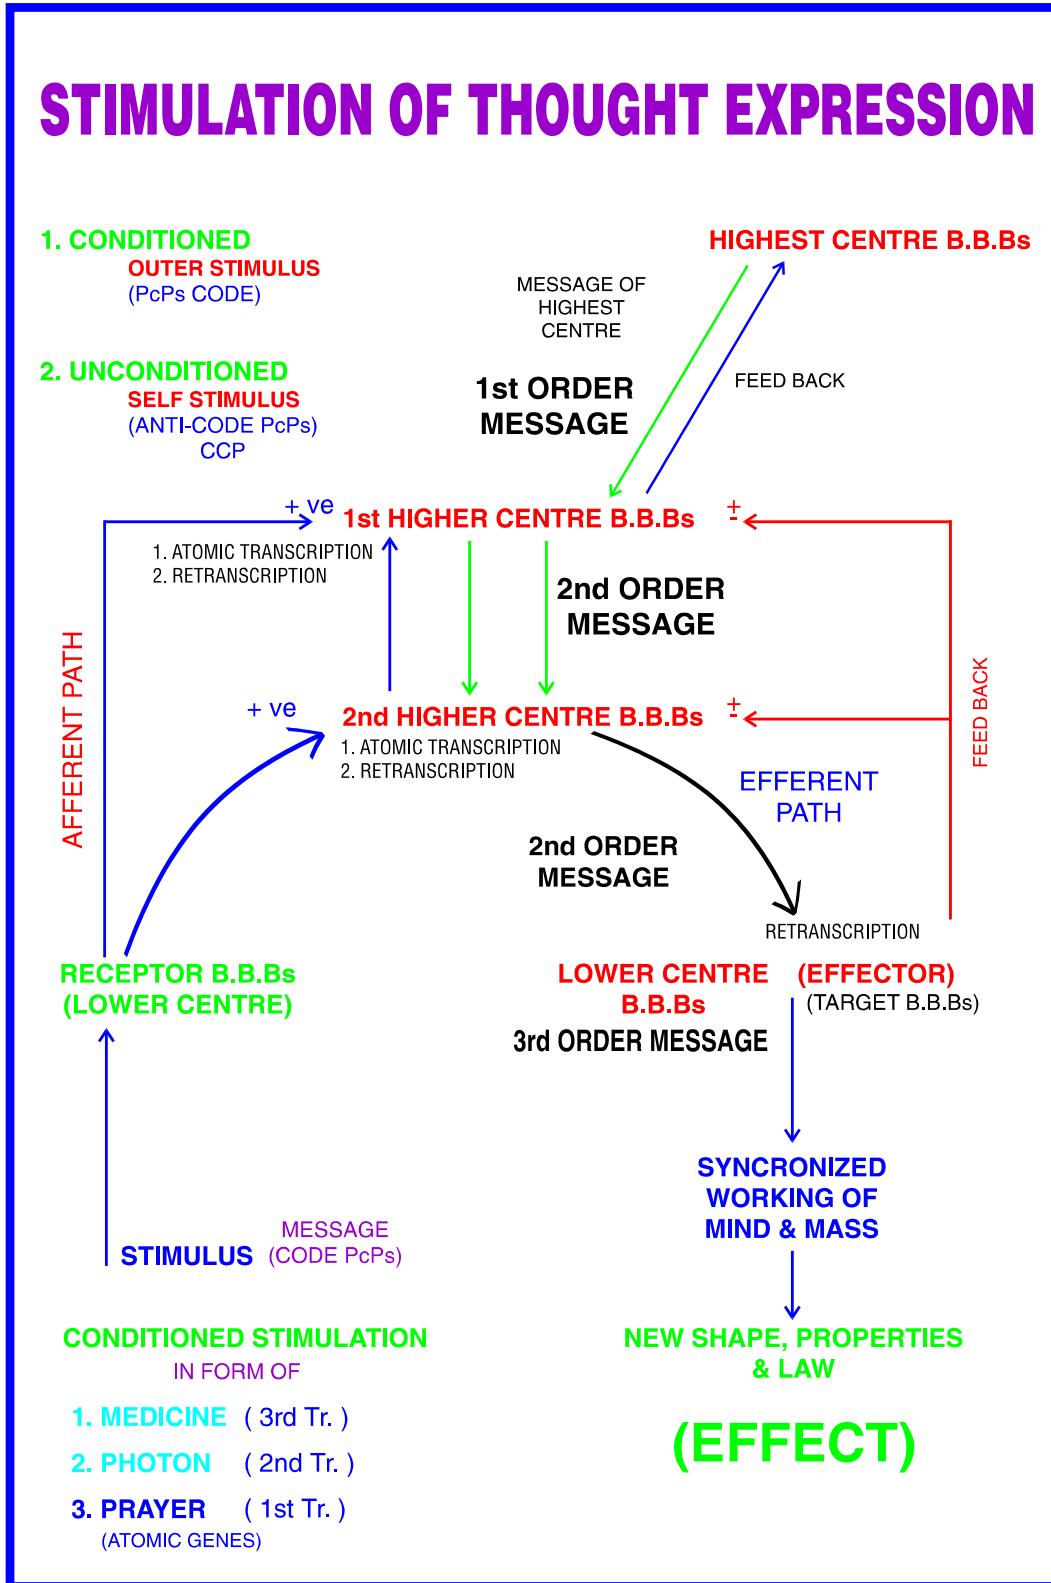 STIMULATION OF THOUGHT EXPRESSION
1. CONDITIONED
OUTER STIMULUS
(PcPs CODE)
2. UNCONDITIONED
SELF STIMULUS
(ANTI-CODE PcPs)
CCP
HIGHEST CENTRE B.B.Bs
MESSAGE OF
HIGHEST
CENTRE
1st ORDER
MESSAGE
FEED BACK
+ ve
1st HIGHER CENTRE B.B.Bs
+
-
1. ATOMIC TRANSCRIPTION
2. RETRANSCRIPTION
2nd ORDER
MESSAGE
AFFERENT PATH
+ ve
2nd HIGHER CENTRE B.B.Bs
+
-
1. ATOMIC TRANSCRIPTION
2. RETRANSCRIPTION
FEED BACK
EFFERENT
PATH
2nd ORDER
MESSAGE
RETRANSCRIPTION
RECEPTOR B.B.Bs
(LOWER CENTRE)
LOWER CENTRE (EFFECTOR)
B.B.Bs (TARGET B.B.Bs)
3rd ORDER MESSAGE
SYNCRONIZED
WORKING OF
MIND & MASS
STIMULUS
MESSAGE
(CODE PcPs)
CONDITIONED STIMULATION
IN FORM OF
1. MEDICINE ( 3rd Tr. )
2. PHOTON ( 2nd Tr. )
3. PRAYER ( 1st Tr. )
(ATOMIC GENES)
NEW SHAPE, PROPERTIES
& LAW
(EFFECT)